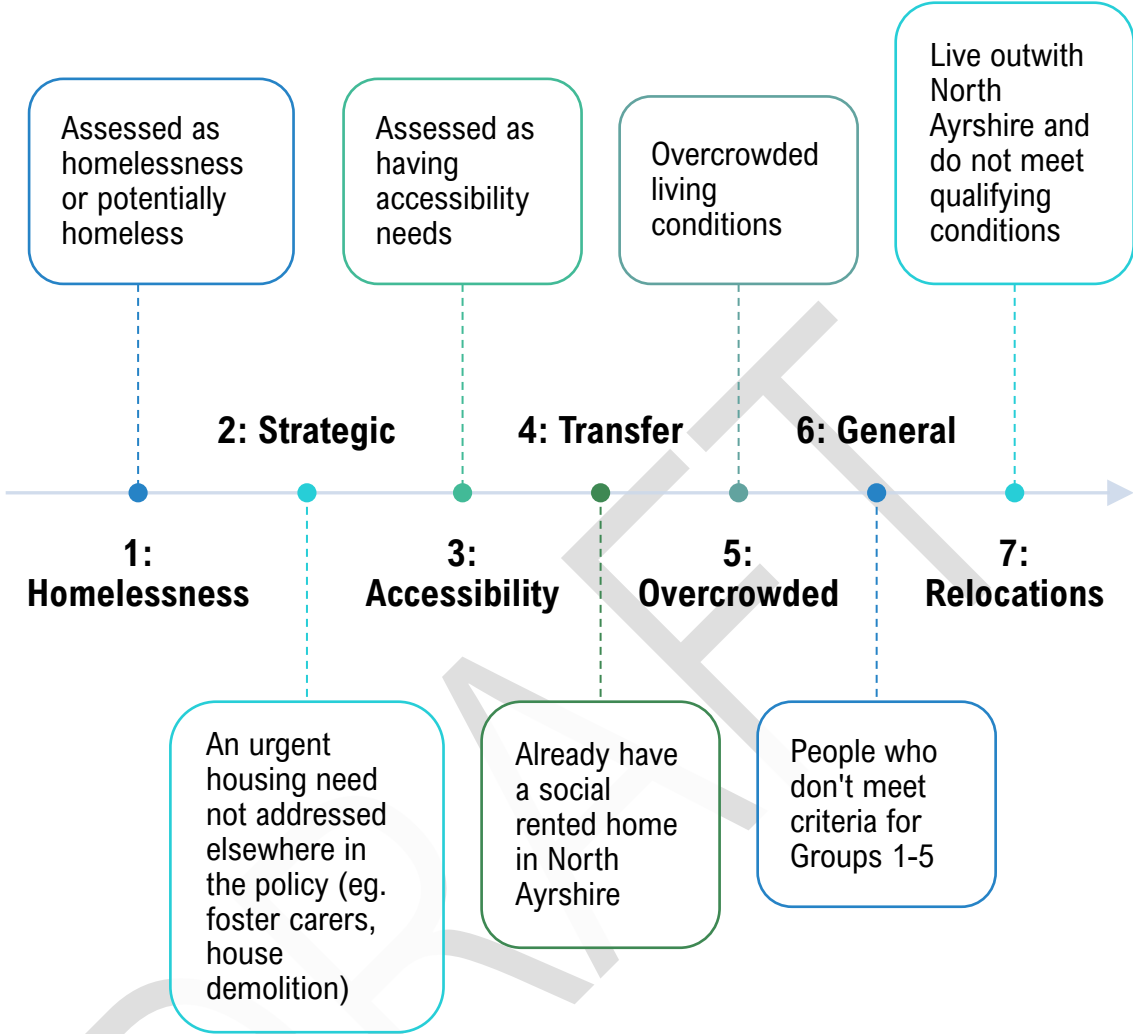 Assessed as
homelessness
or potentially
homeless
Assessed as
having
accessibility
needs
Overcrowded
living
conditions
Live outwith
North
Ayrshire and
do not meet
qualifying
conditions
2: Strategic
4: Transfer
6: General
1:
Homelessness
3:
Accessibility
5:
Overcrowded
7:
Relocations
An urgent
housing need
not addressed
elsewhere in
the policy (eg.
foster carers,
house
demolition)
Already have
a social
rented home
in North
Ayrshire
People who
don't meet
criteria for
Groups 1-5
DRAFT